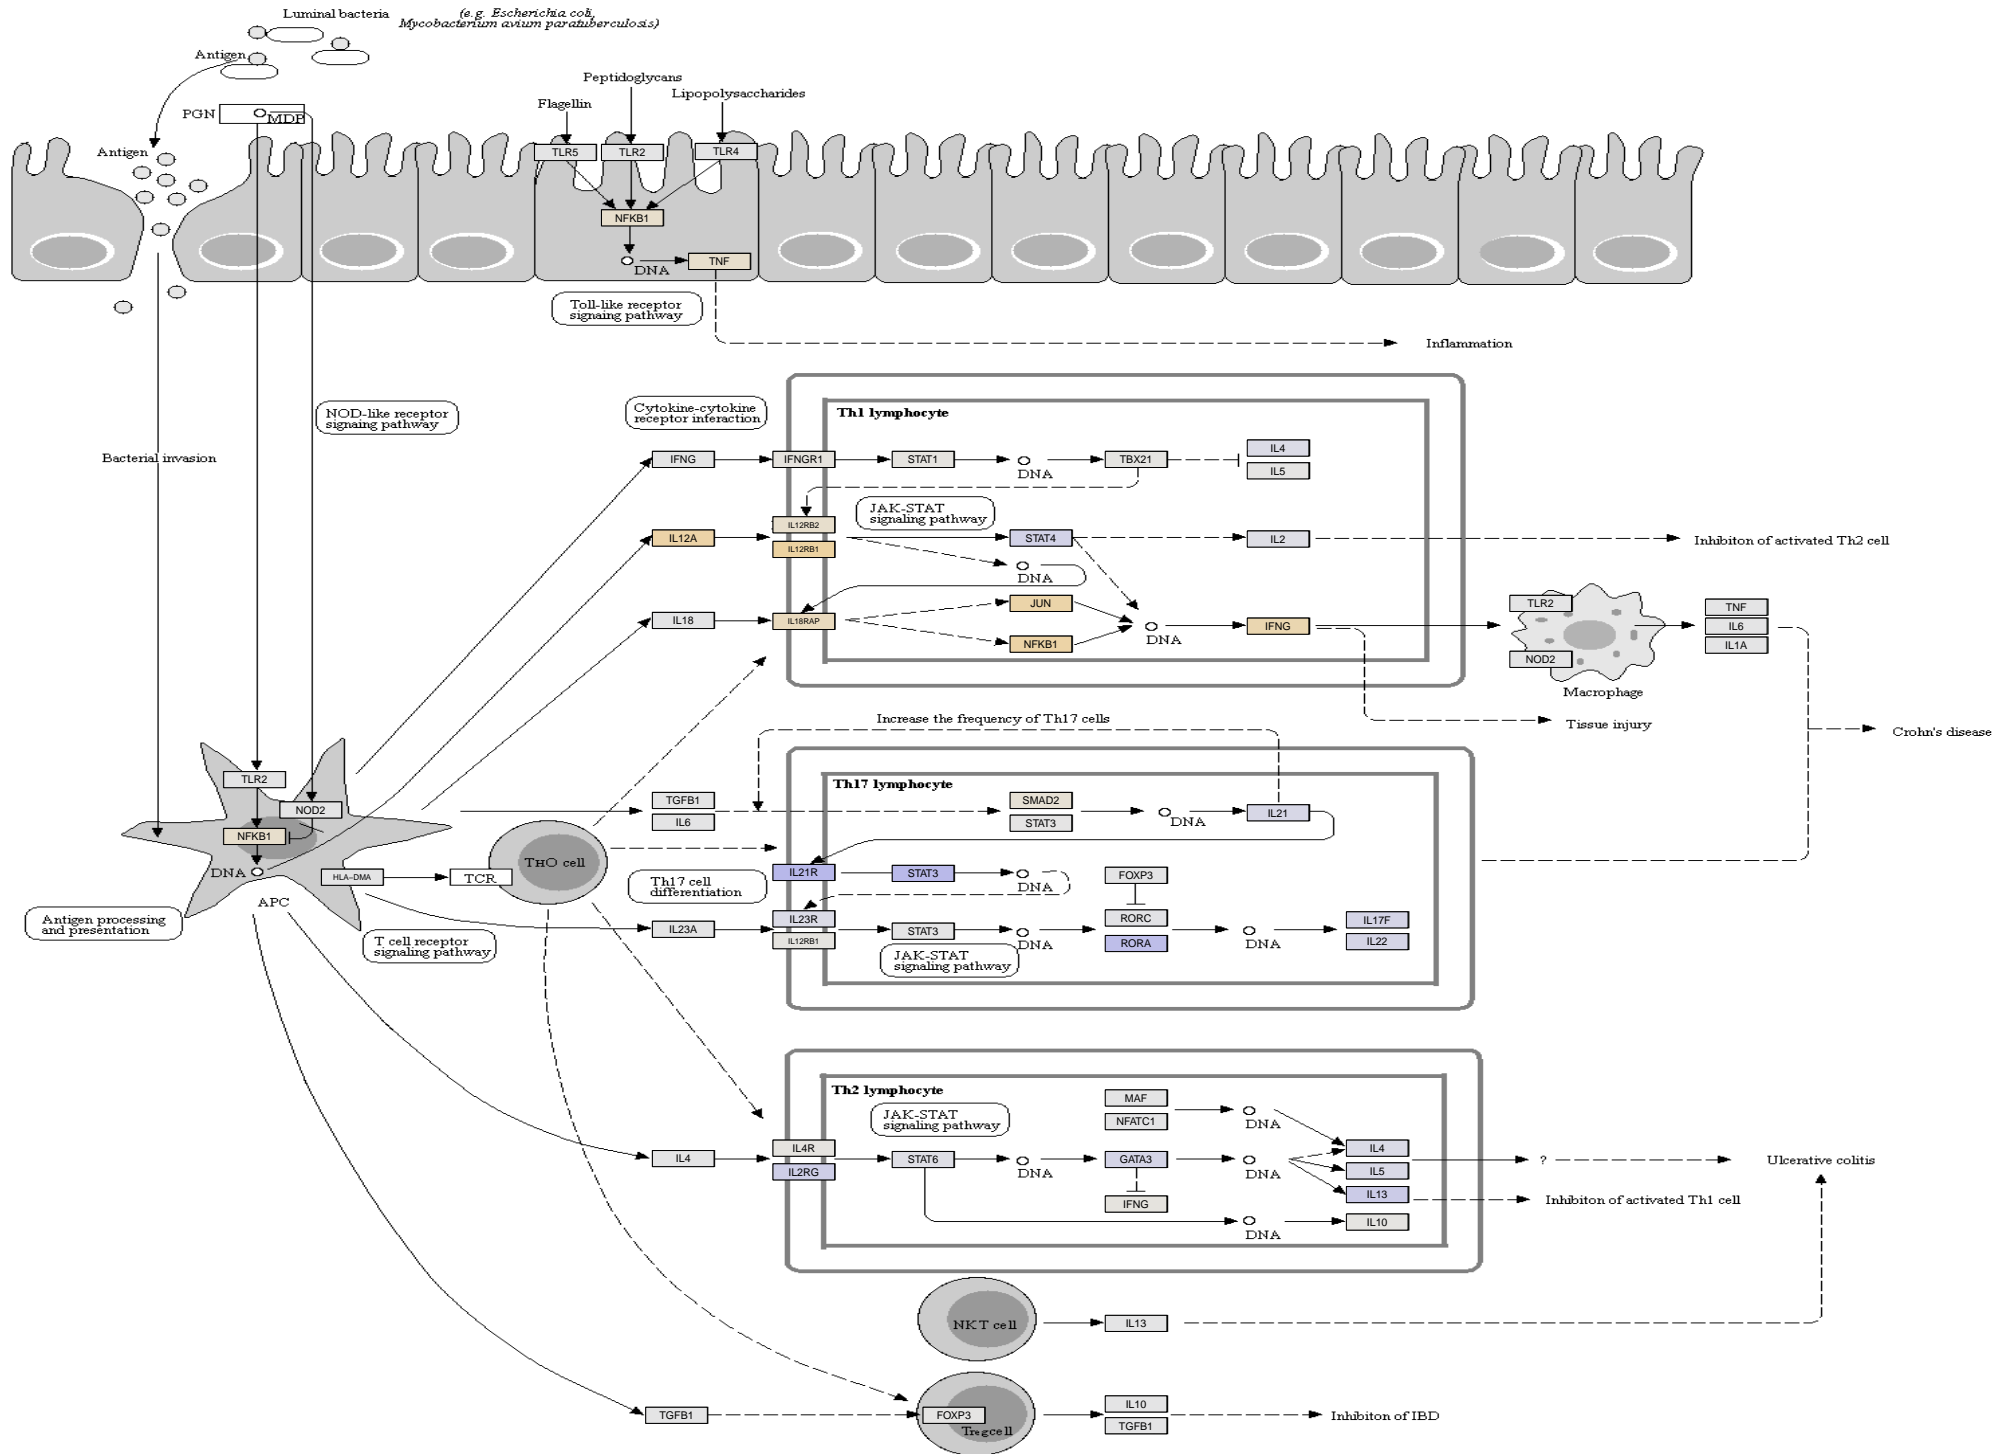 Luminal bacteria
(e.g. Escherichia coli,
Mycobacterium avium paratuberculosis)
Antigen
PGN
MDP
Antigen
Peptidoglycans
Flagellin
Lipopolysaccharides
TLR5
TLR2
TLR4
NFKB1
DNA
TNF
Toll-like receptor
signaing pathway
Inflammation
NOD-like receptor
signaing pathway
Cytokine-cytokine
receptor infieraction
Bacterial invasion
Th1 lymphocyte
IFNG
IFNGR1
STAT1
DNA
TBX21
IL4
IL5
JAK-STAT
signaling pathway
IL12A
IL12RB2
IL12RB1
STAT4
IL2
Inhibiton of activated Th2 cell
DNA
IL18
IL18RAP
JUN
NFKB1
DNA
IFNG
TLR2
NOD2
Macrophage
TNF
IL6
IL1A
Tissue injury
Crohn's disease
Increase the frequency of Th17 cells
Th17 lymphocyte
TLR2
NOD2
NFKB1
DNA
HLA-DMA
TCR
TH0 cell
APC
Antigen processing
and presentation
T cell receptor
signaling pathway
TGFB1
IL6
SMAD2
STAT3
DNA
IL21
Th17 cell
differentiation
IL21R
STAT3
DNA
FOXP3
IL23A
IL23R
IL12RB1
STAT3
DNA
RORC
RORA
DNA
IL17F
IL22
JAK-STAT
signaling pathway
Th2 lymphocyte
JAK-STAT
signaling pathway
MAF
NFATC1
DNA
IL4
IL4R
IL2RG
STAT6
DNA
GATA3
DNA
IL4
IL5
IL13
?
Ulcerative colitis
Inhibiton of activated Th1 cell
IFNG
DNA
IL10
NKT cell
IL13
TGFB1
FOXP3
Treg cell
IL10
TGFB1
Inhibiton of IBD